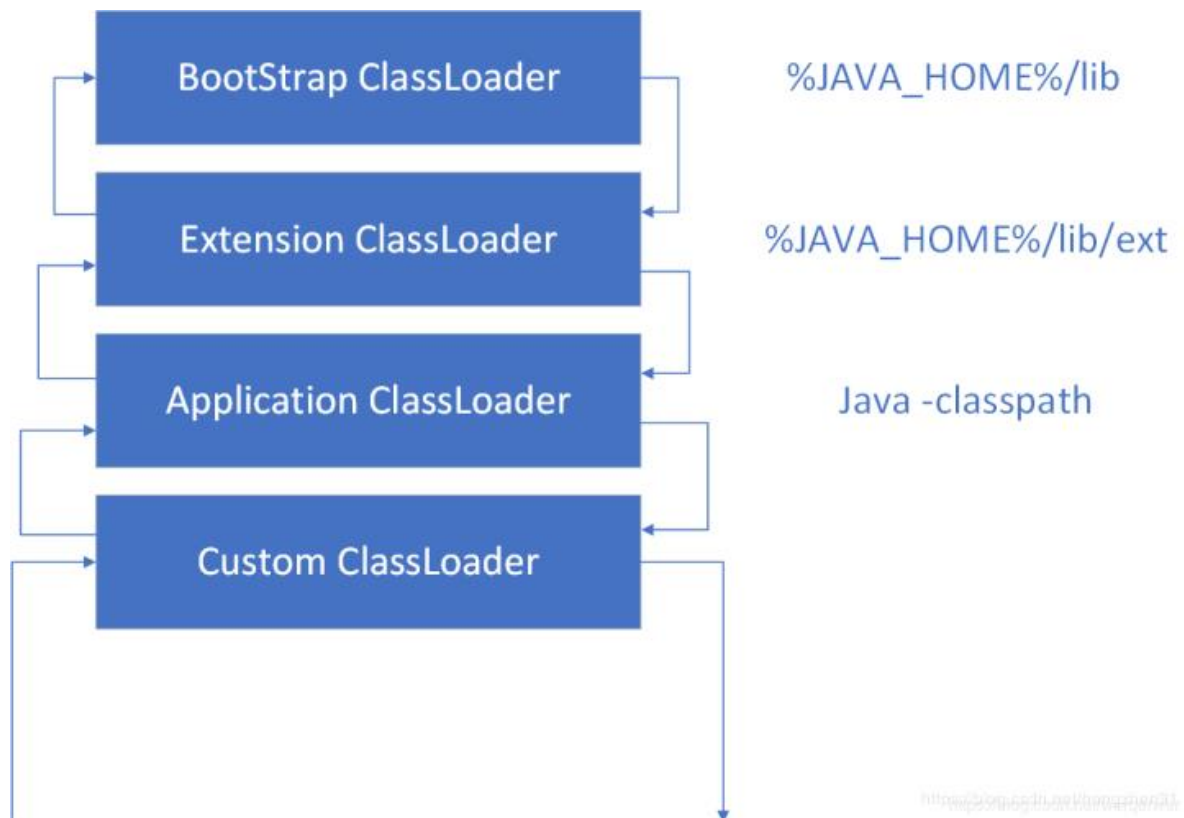 BootStrap ClassLoader
%JAVA_HOME%/lib
Extension ClassLoader
%JAVA_HOME%/lib/ext
Application ClassLoader
Java -classpath
Custom ClassLoader